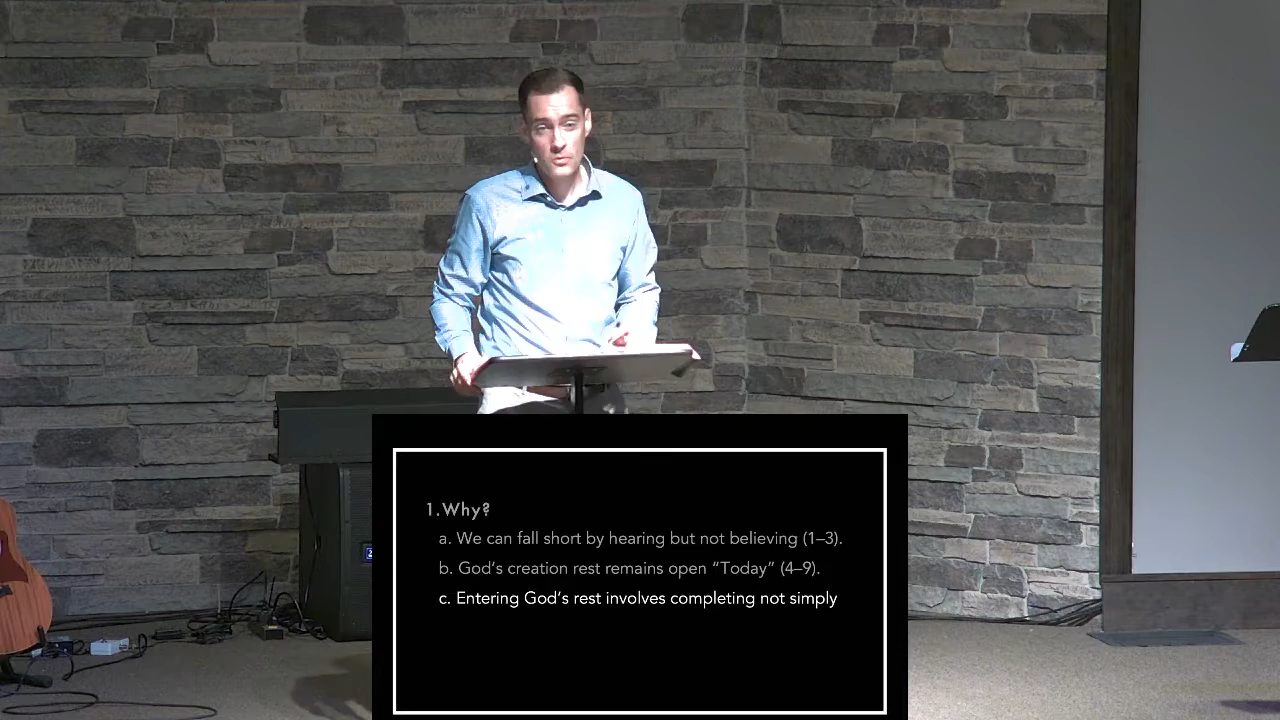 1.Why?
a. We can fall short by hearing but not believing (1–3).
b. God's creation rest remains open “Today” (4–9).
c. Entering God's rest involves completing not simply